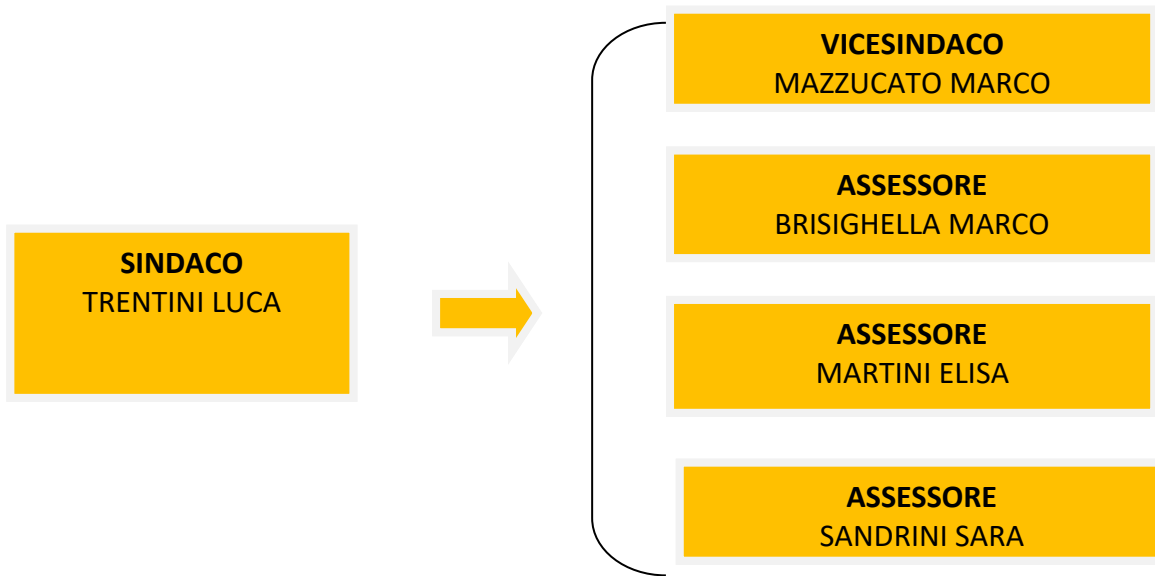 SINDACO
TRENTINI LUCA
VICESINDACO
MAZZUCATO MARCO
ASSESSORE
BRISIGHELLA MARCO
ASSESSORE
MARTINI ELISA
ASSESSORE
SANDRINI SARA